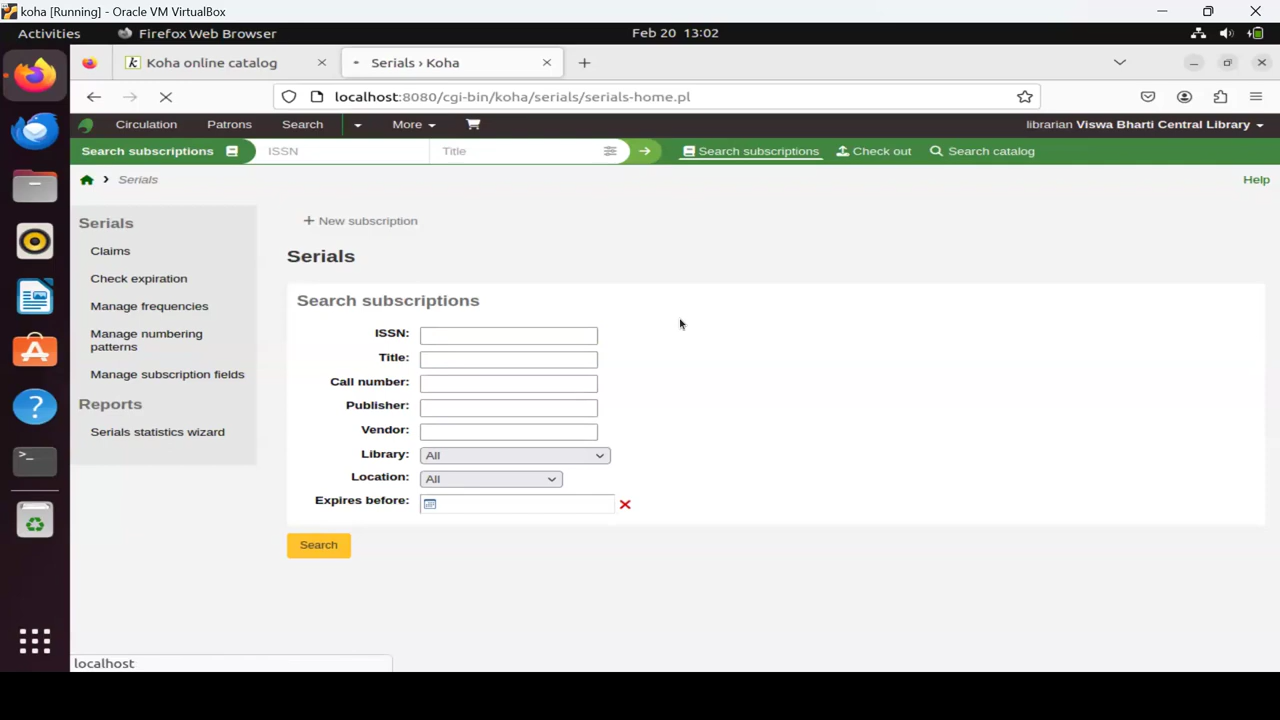 koha [Running] - Oracle VM VirtualBox
Activities
Firefox Web Browser
Feb 20 13:02
Koha online catalog
Serials › Koha
localhost:8080/cgi-bin/koha/serials/serials-home.pl
Circulation
Patrons
Search
More
librarian Viswa Bharti Central Library
Search subscriptions
ISSN
Title
Search subscriptions
Check out
Search catalog
Serials
Help
Serials
Claims
Check expiration
Manage frequencies
Manage numbering
patterns
Manage subscription fields
Reports
Serials statistics wizard
+ New subscription
Serials
Search subscriptions
ISSN:
Title:
Call number:
Publisher:
Vendor:
Library: All
Location: All
Expires before:
Search
localhost